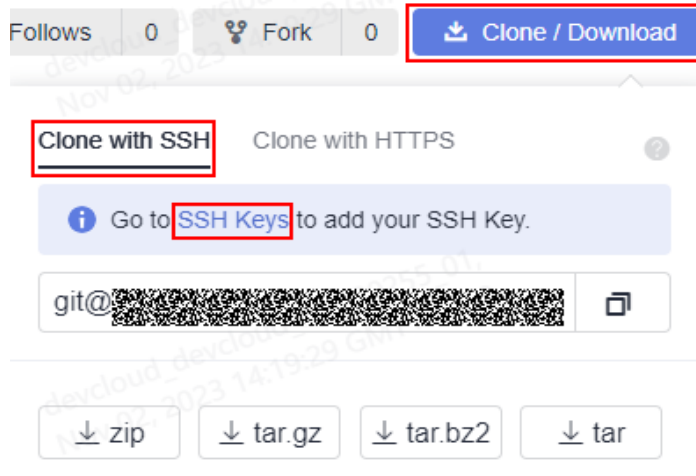 Follows 0 Fork 0 Clone / Download
Clone with SSH Clone with HTTPS ?
Go to SSH Keys to add your SSH Key.
git@
zip tar.gz tar.bz2 tar